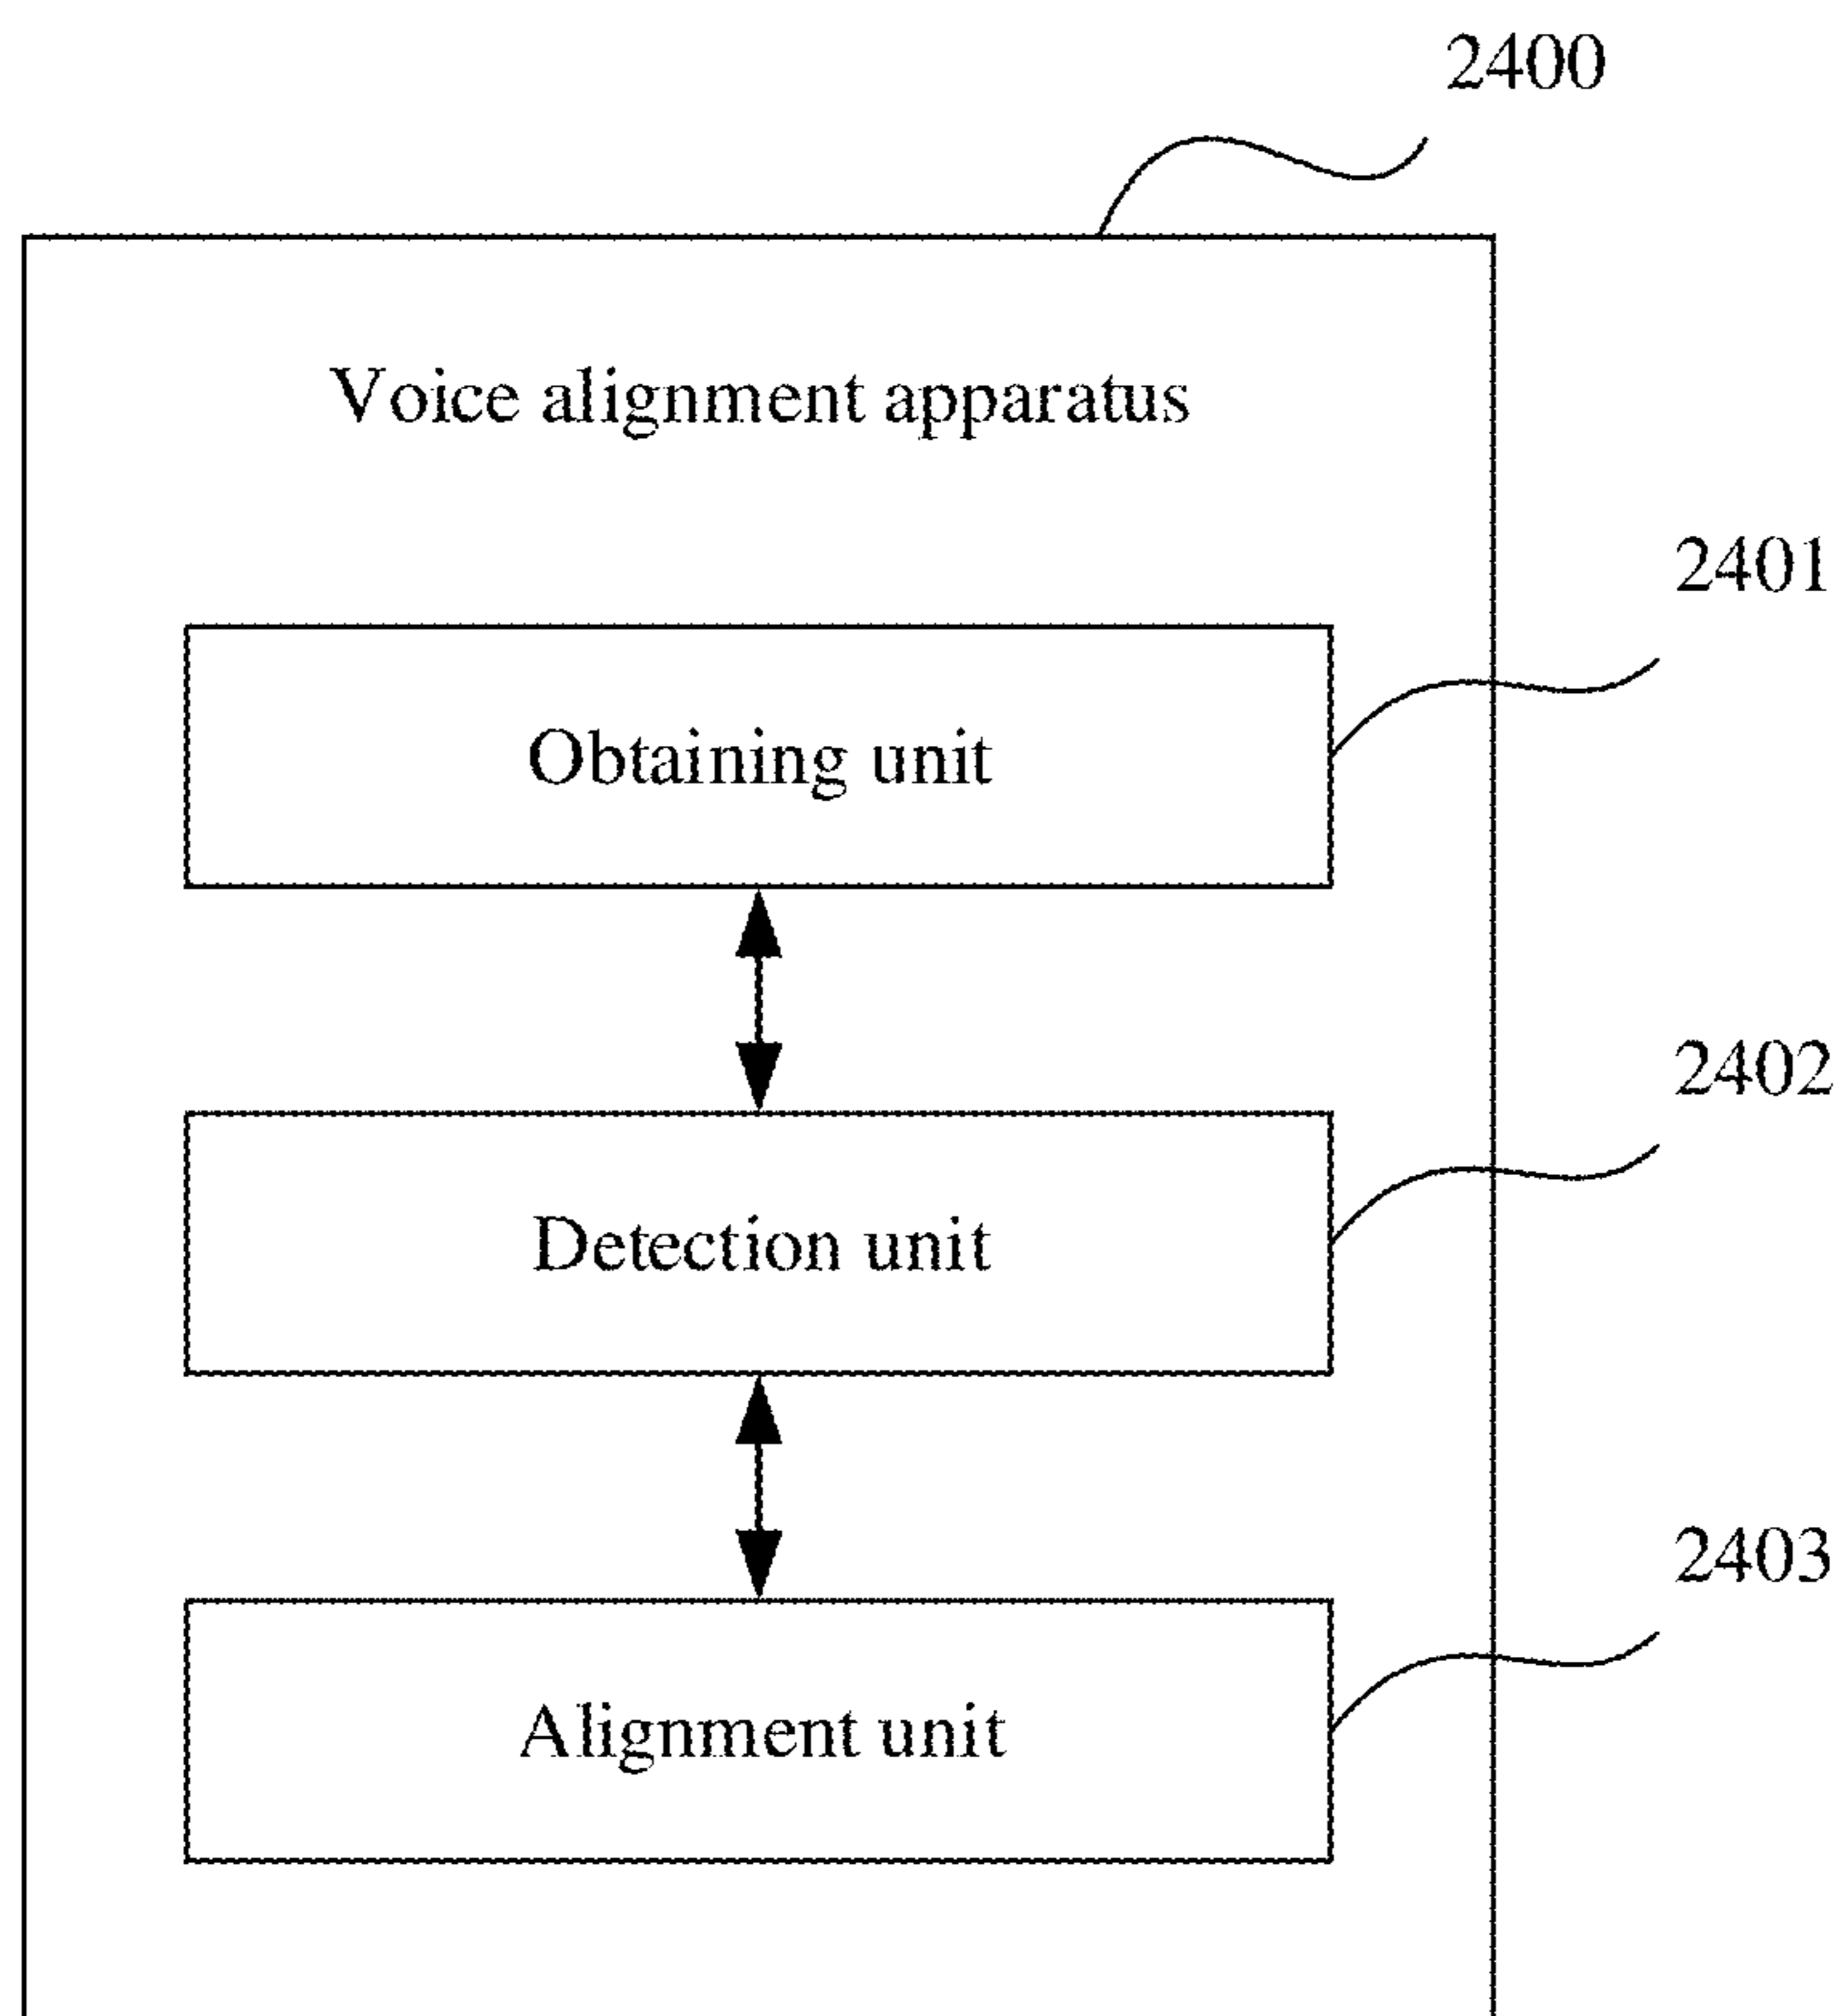 2400
Voice alignment apparatus
2401
Obtaining unit
2402
Detection unit
2403
Alignment unit